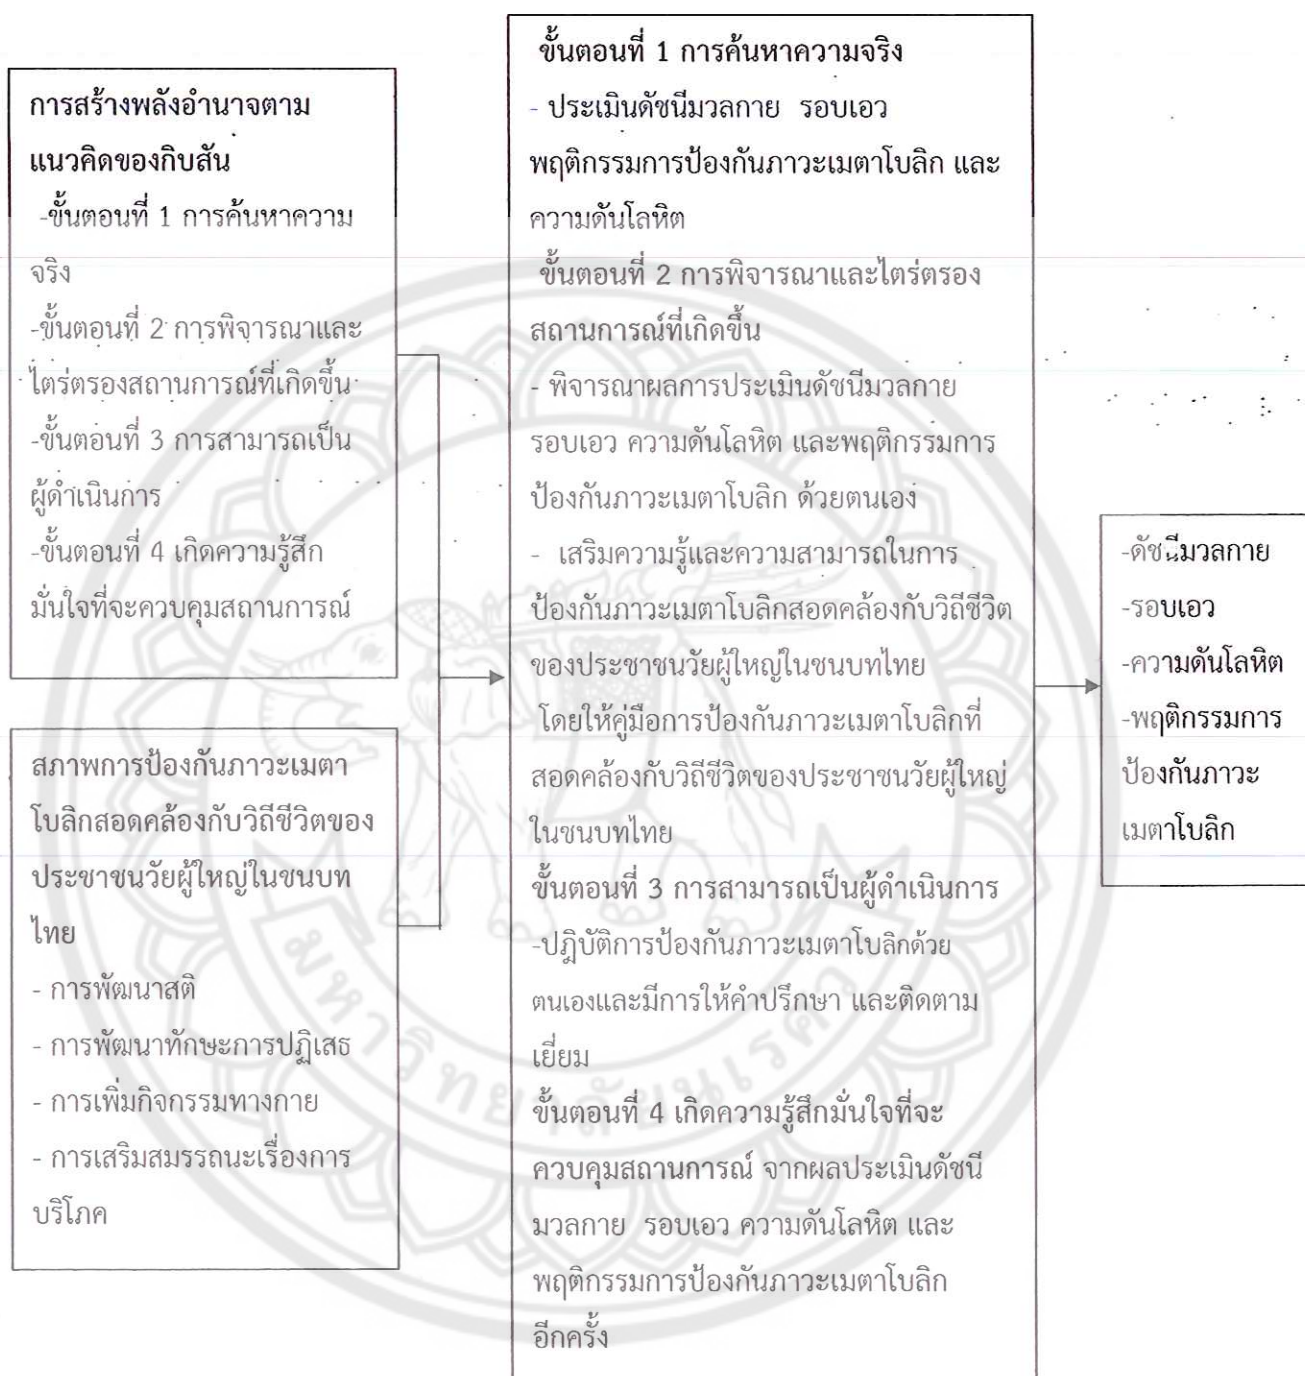 การสร้างพลังอำนาจตาม
แนวคิดของกิบสัน
-ขั้นตอนที่ 1 การค้นหาความ
จริง
-ขั้นตอนที่ 2 การพิจารณาและ
ไตร่ตรองสถานการณ์ที่เกิดขึ้น
-ขั้นตอนที่ 3 การสามารถเป็น
ผู้ดำเนินการ
-ขั้นตอนที่ 4 เกิดความรู้สึก
มั่นใจที่จะควบคุมสถานการณ์
สภาพการป้องกันภาวะเมตา
โบลิกสอดคล้องกับวิถีชีวิตของ
ประชาชนวัยผู้ใหญ่ในชนบท
ไทย
- การพัฒนาสติ
- การพัฒนาทักษะการปฏิเสธ
- การเพิ่มกิจกรรมทางกาย
- การเสริมสมรรถนะเรื่องการ
บริโภค
ขั้นตอนที่ 1 การค้นหาความจริง
- ประเมินดัชนีมวลกาย รอบเอว
พฤติกรรมการป้องกันภาวะเมตาโบลิก และ
ความดันโลหิต
ขั้นตอนที่ 2 การพิจารณาและไตร่ตรอง
สถานการณ์ที่เกิดขึ้น
- พิจารณาผลการประเมินดัชนีมวลกาย
รอบเอว ความดันโลหิต และพฤติกรรมการ
ป้องกันภาวะเมตาโบลิก ด้วยตนเอง
- เสริมความรู้และความสามารถในการ
ป้องกันภาวะเมตาโบลิกสอดคล้องกับวิถีชีวิต
ของประชาชนวัยผู้ใหญ่ในชนบทไทย
โดยให้คู่มือการป้องกันภาวะเมตาโบลิกที่
สอดคล้องกับวิถีชีวิตของประชาชนวัยผู้ใหญ่
ในชนบทไทย
ขั้นตอนที่ 3 การสามารถเป็นผู้ดำเนินการ
-ปฏิบัติการป้องกันภาวะเมตาโบลิกด้วย
ตนเองและมีการให้คำปรึกษา และติดตาม
เยี่ยม
ขั้นตอนที่ 4 เกิดความรู้สึกมั่นใจที่จะ
ควบคุมสถานการณ์ จากผลประเมินดัชนี
มวลกาย รอบเอว ความดันโลหิต และ
พฤติกรรมการป้องกันภาวะเมตาโบลิก
อีกครั้ง
-ดัชนีมวลกาย
-รอบเอว
-ความดันโลหิต
-พฤติกรรมการ
ป้องกันภาวะ
เมตาโบลิก
มหาวิทยาลัยนเรศวร